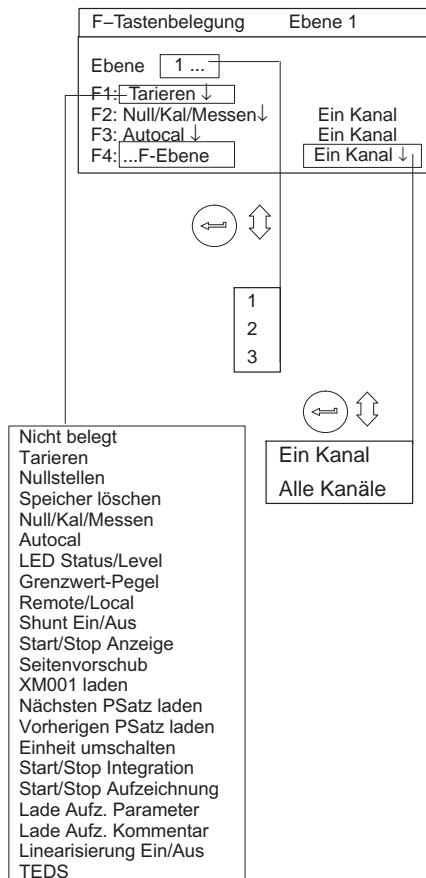 F–Tastenbelegung Ebene 1
Ebene 1 ...
F1: Tarieren ↓
F2: Null/Kal/Messen↓ Ein Kanal
F3: Autocal ↓ Ein Kanal
F4: ...F-Ebene Ein Kanal ↓
1
2
3
Ein Kanal
Alle Kanäle
Nicht belegt
Tarieren
Nullstellen
Speicher löschen
Null/Kal/Messen
Autocal
LED Status/Level
Grenzwert-Pegel
Remote/Local
Shunt Ein/Aus
Start/Stop Anzeige
Seitenvorschub
XM001 laden
Nächsten PSatz laden
Vorherigen PSatz laden
Einheit umschalten
Start/Stop Integration
Start/Stop Aufzeichnung
Lade Aufz. Parameter
Lade Aufz. Kommentar
Linearisierung Ein/Aus
TEDS